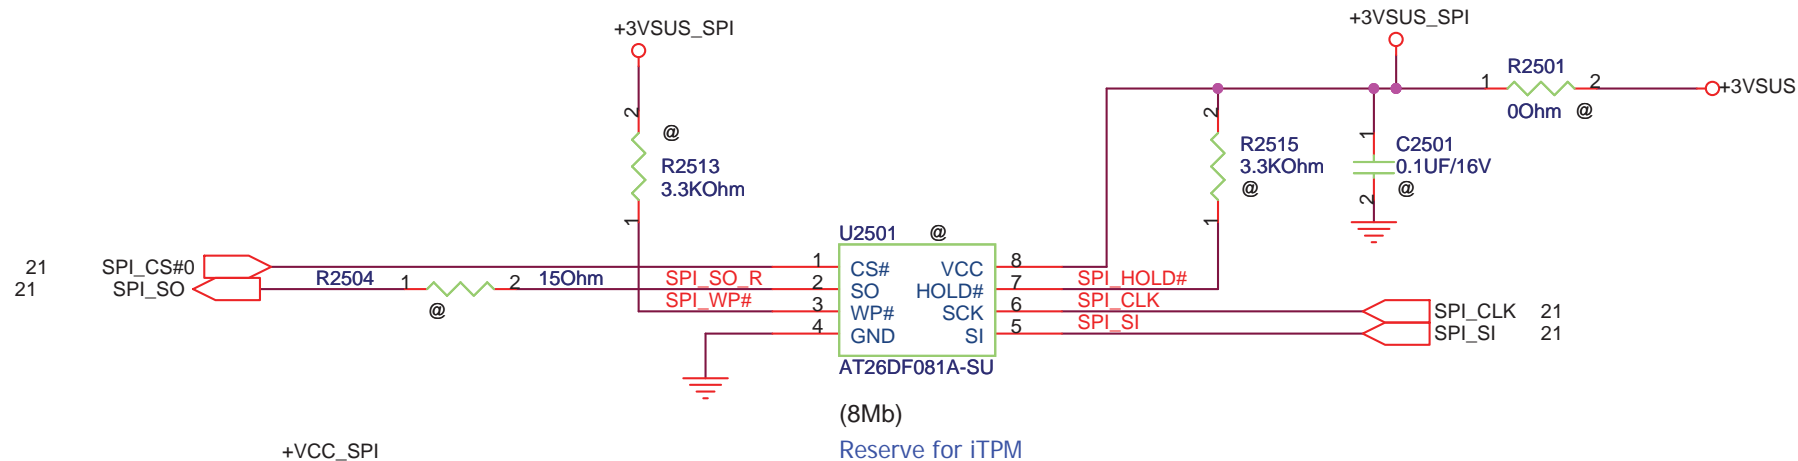 +3VSUS_SPI
+3VSUS_SPI
R2501
1 2
+3VSUS
0Ohm @
2
@
R2513
3.3KOhm
1
2
R2515
3.3KOhm
@
1
1
C2501
0.1UF/16V
@
2
U2501 @
21 SPI_CS#0
21 SPI_SO
R2504 1 2 15Ohm
@
SPI_SO_R
SPI_WP#
1 CS# VCC 8
2 SO HOLD# 7
3 WP# SCK 6
4 GND SI 5
SPI_HOLD#
SPI_CLK
SPI_SI
SPI_CLK 21
SPI_SI 21
AT26DF081A-SU
(8Mb)
Reserve for iTPM
+VCC_SPI